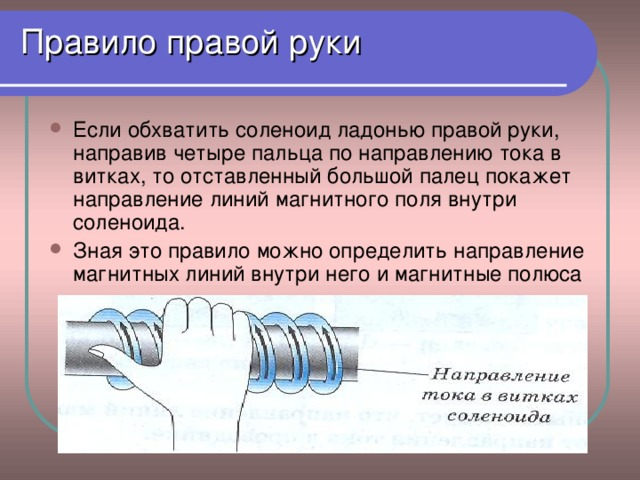 Правило правой руки
Если обхватить соленоид ладонью правой руки,
направив четыре пальца по направлению тока в
витках, то отставленный большой палец покажет
направление линий магнитного поля внутри
соленоида.
Зная это правило можно определить направление
магнитных линий внутри него и магнитные полюса
Направление
тока в витках
соленоида